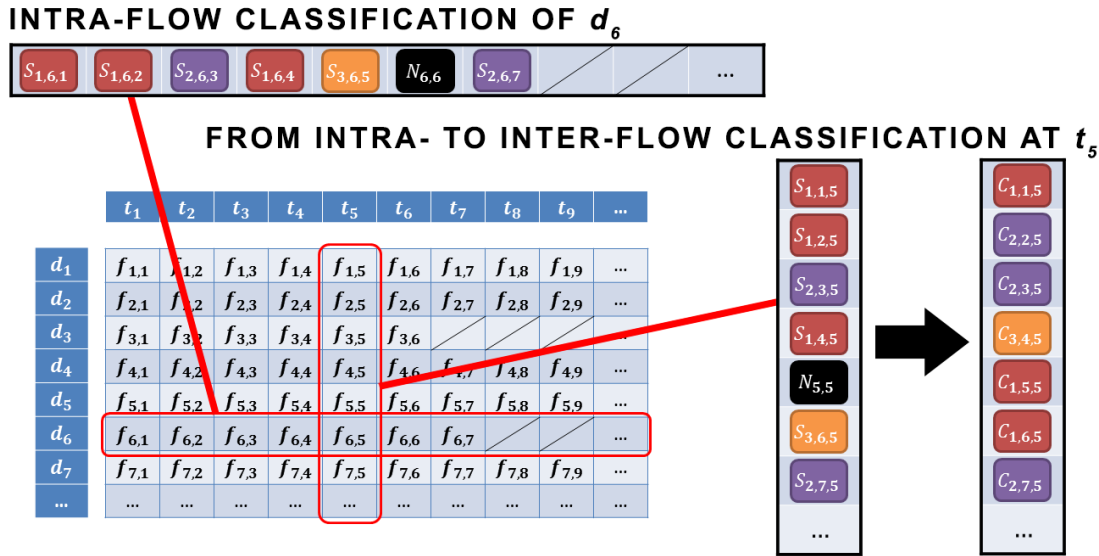 INTRA-FLOW CLASSIFICATION OF d6
S1,6,1 S1,6,2 S2,6,3 S1,6,4 S3,6,5 N6,6 S2,6,7 ...
FROM INTRA- TO INTER-FLOW CLASSIFICATION AT t5
t1 t2 t3 t4 t5 t6 t7 t8 t9 ...
d1 f1,1 f1,2 f1,3 f1,4 f1,5 f1,6 f1,7 f1,8 f1,9 ...
d2 f2,1 f2,2 f2,3 f2,4 f2,5 f2,6 f2,7 f2,8 f2,9 ...
d3 f3,1 f3,2 f3,3 f3,4 f3,5 f3,6 ...
d4 f4,1 f4,2 f4,3 f4,4 f4,5 f4,6 f4,7 f4,8 f4,9 ...
d5 f5,1 f5,2 f5,3 f5,4 f5,5 f5,6 f5,7 f5,8 f5,9 ...
d6 f6,1 f6,2 f6,3 f6,4 f6,5 f6,6 f6,7 ...
d7 f7,1 f7,2 f7,3 f7,4 f7,5 f7,6 f7,7 f7,8 f7,9 ...
... ... ... ... ... ... ... ... ... ... ...
S1,1,5
S1,2,5
S2,3,5
S1,4,5
N5,5
S3,6,5
S2,7,5
...
C1,1,5
C2,2,5
C2,3,5
C3,4,5
C1,5,5
C1,6,5
C2,7,5
...